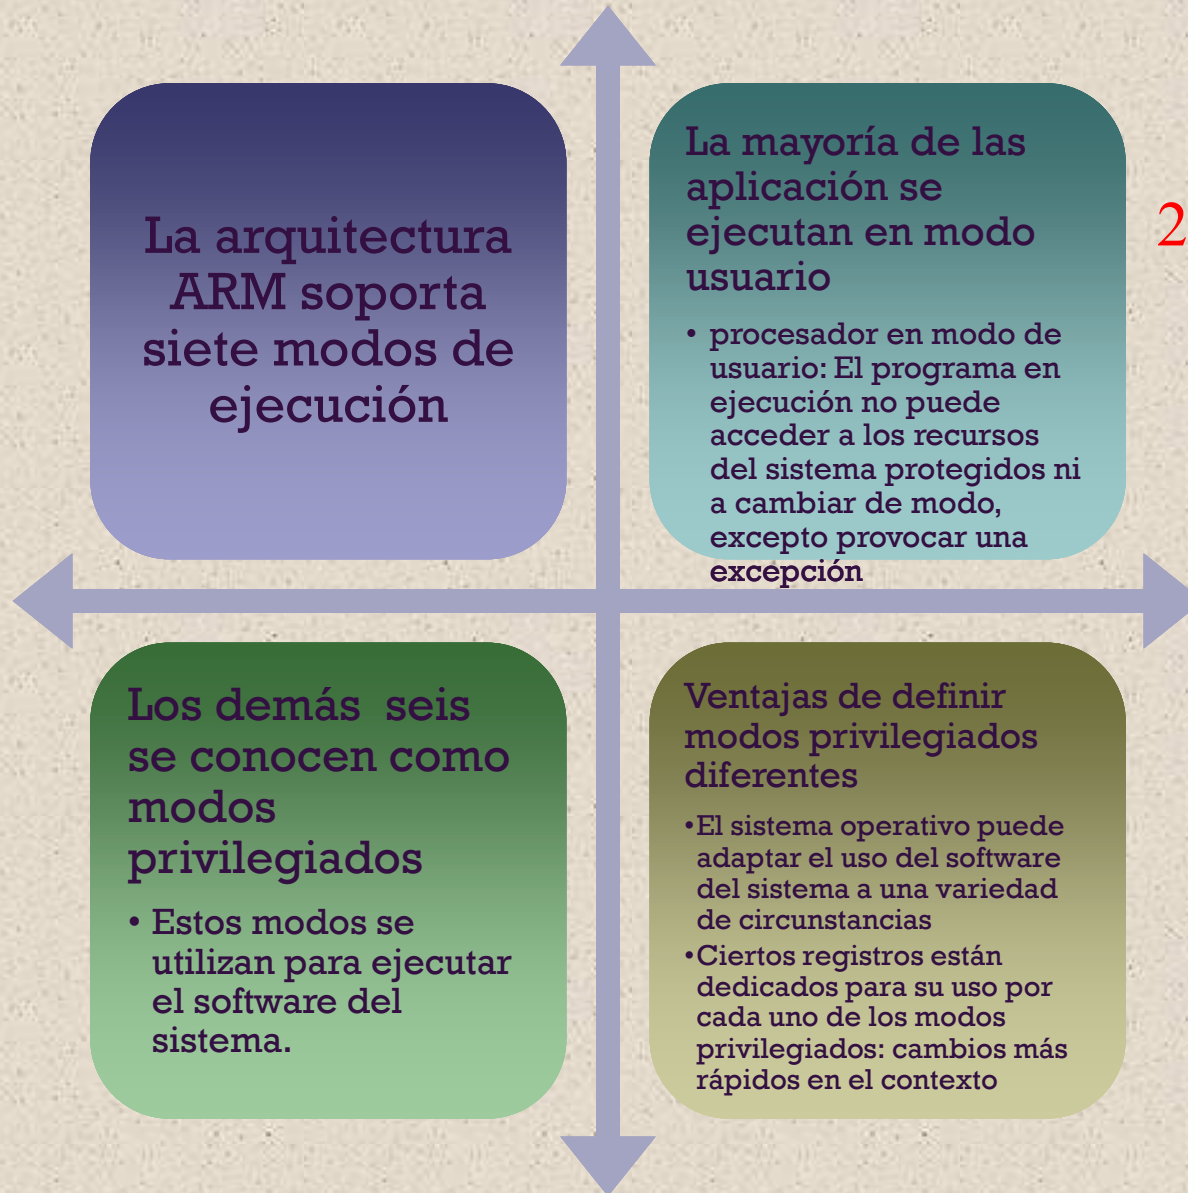 La arquitectura
ARM soporta
siete modos de
ejecución
La mayoría de las
aplicación se
ejecutan en modo
usuario
• procesador en modo de
usuario: El programa en
ejecución no puede
acceder a los recursos
del sistema protegidos ni
a cambiar de modo,
excepto provocar una
excepción
2
Los demás  seis
se conocen como
modos
privilegiados
• Estos modos se
utilizan para ejecutar
el software del
sistema.
Ventajas de definir
modos privilegiados
diferentes
•El sistema operativo puede
adaptar el uso del software
del sistema a una variedad
de circunstancias
•Ciertos registros están
dedicados para su uso por
cada uno de los modos
privilegiados: cambios más
rápidos en el contexto